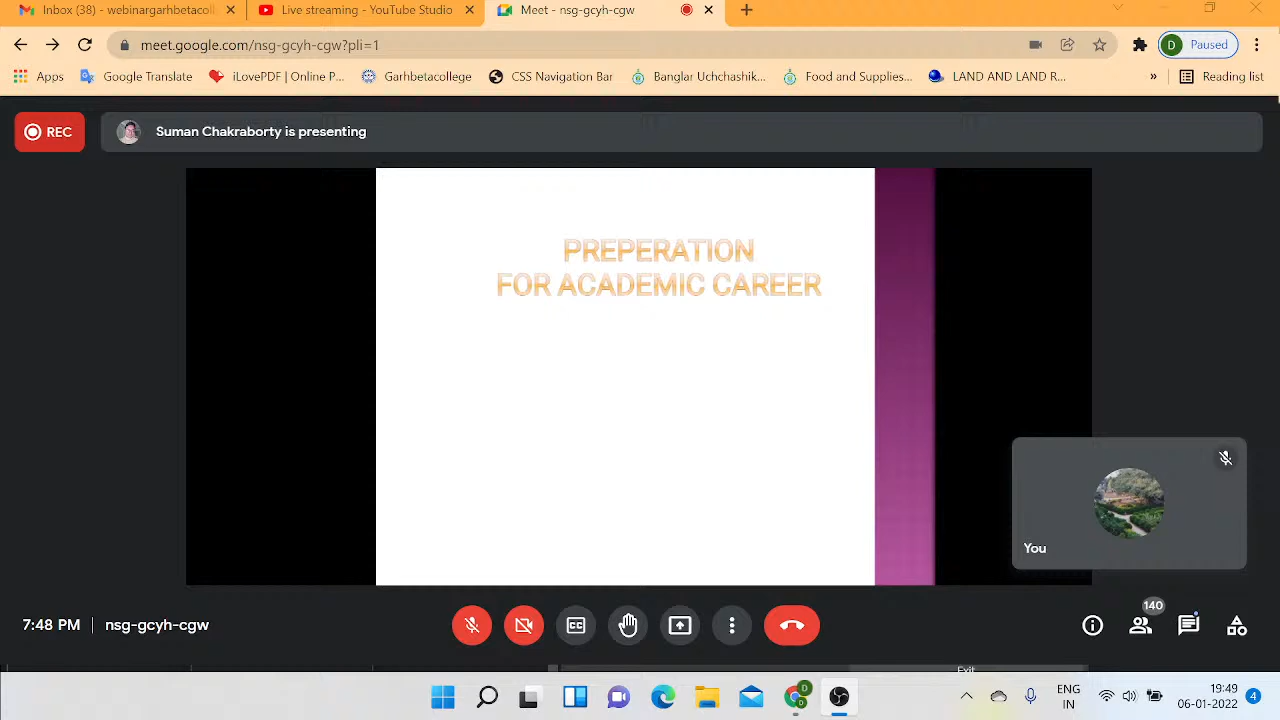 Inbox (38) - webinargarhbetacoll
Live streaming - YouTube Studio
Meet - nsg-gcyh-cgw
meet.google.com/nsg-gcyh-cgw?pli=1
D Paused
Apps
Google Translate
iLovePDF | Online P...
Garhbetacollege
CSS Navigation Bar
Banglar Uchchashik...
Food and Supplies...
LAND AND LAND R...
»
Reading list
REC
Suman Chakraborty is presenting
PREPERATION
FOR ACADEMIC CAREER
You
7:48 PM | nsg-gcyh-cgw
CC
140
Exit
D
ENG
IN
19:49
06-01-2022
4